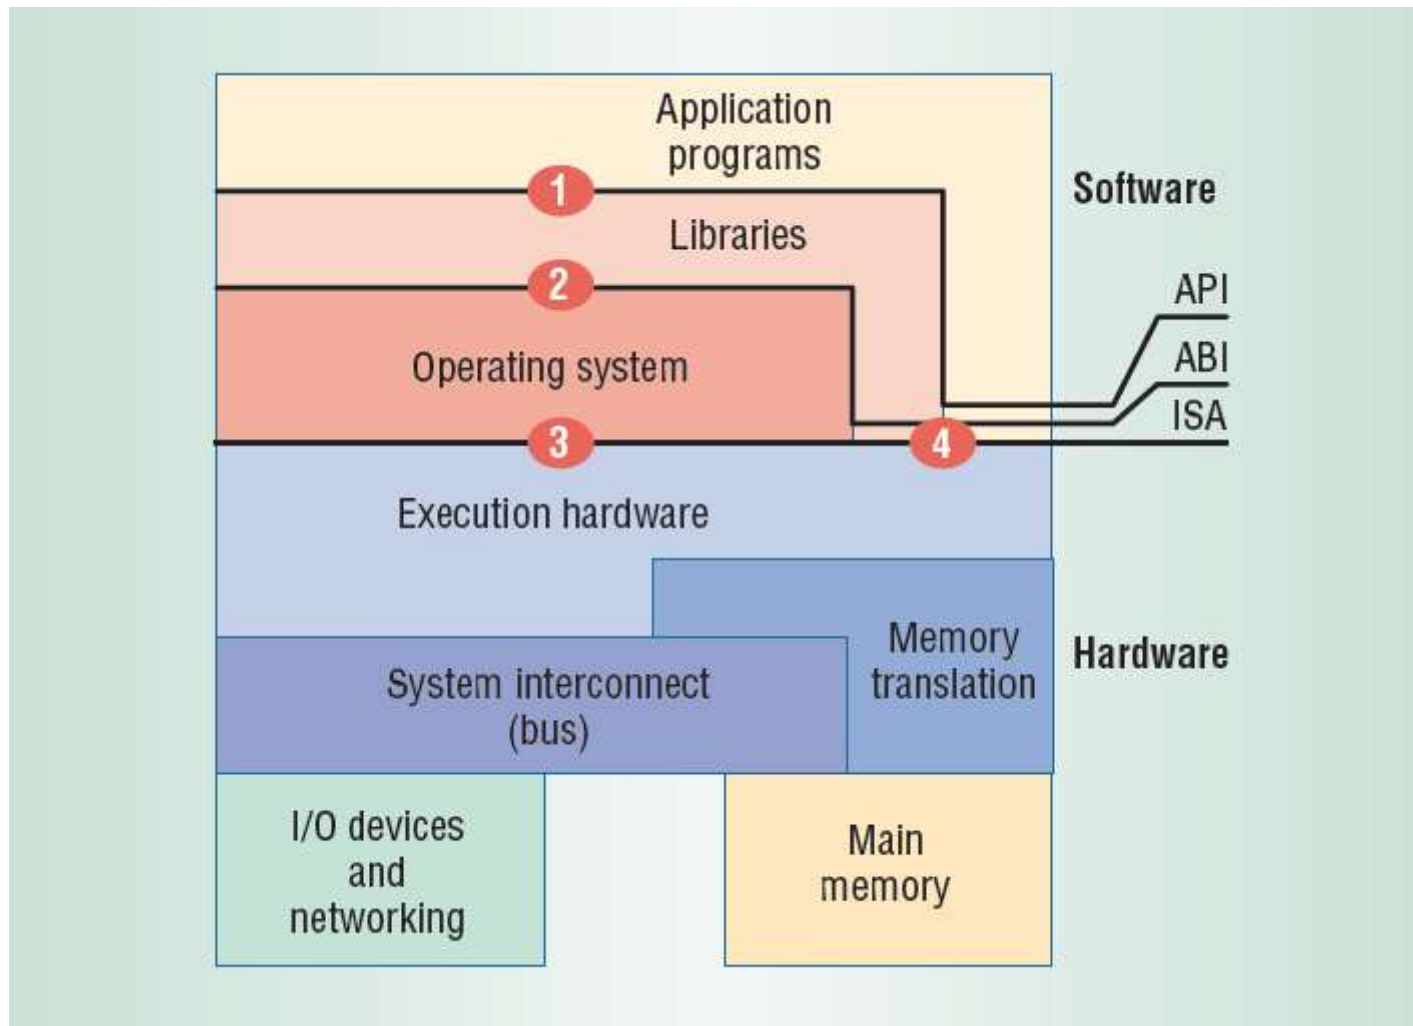 Application
programs
1
Software
Libraries
2
API
Operating system
ABI
ISA
3
4
Execution hardware
Memory
translation
Hardware
System interconnect
(bus)
I/O devices
and
networking
Main
memory